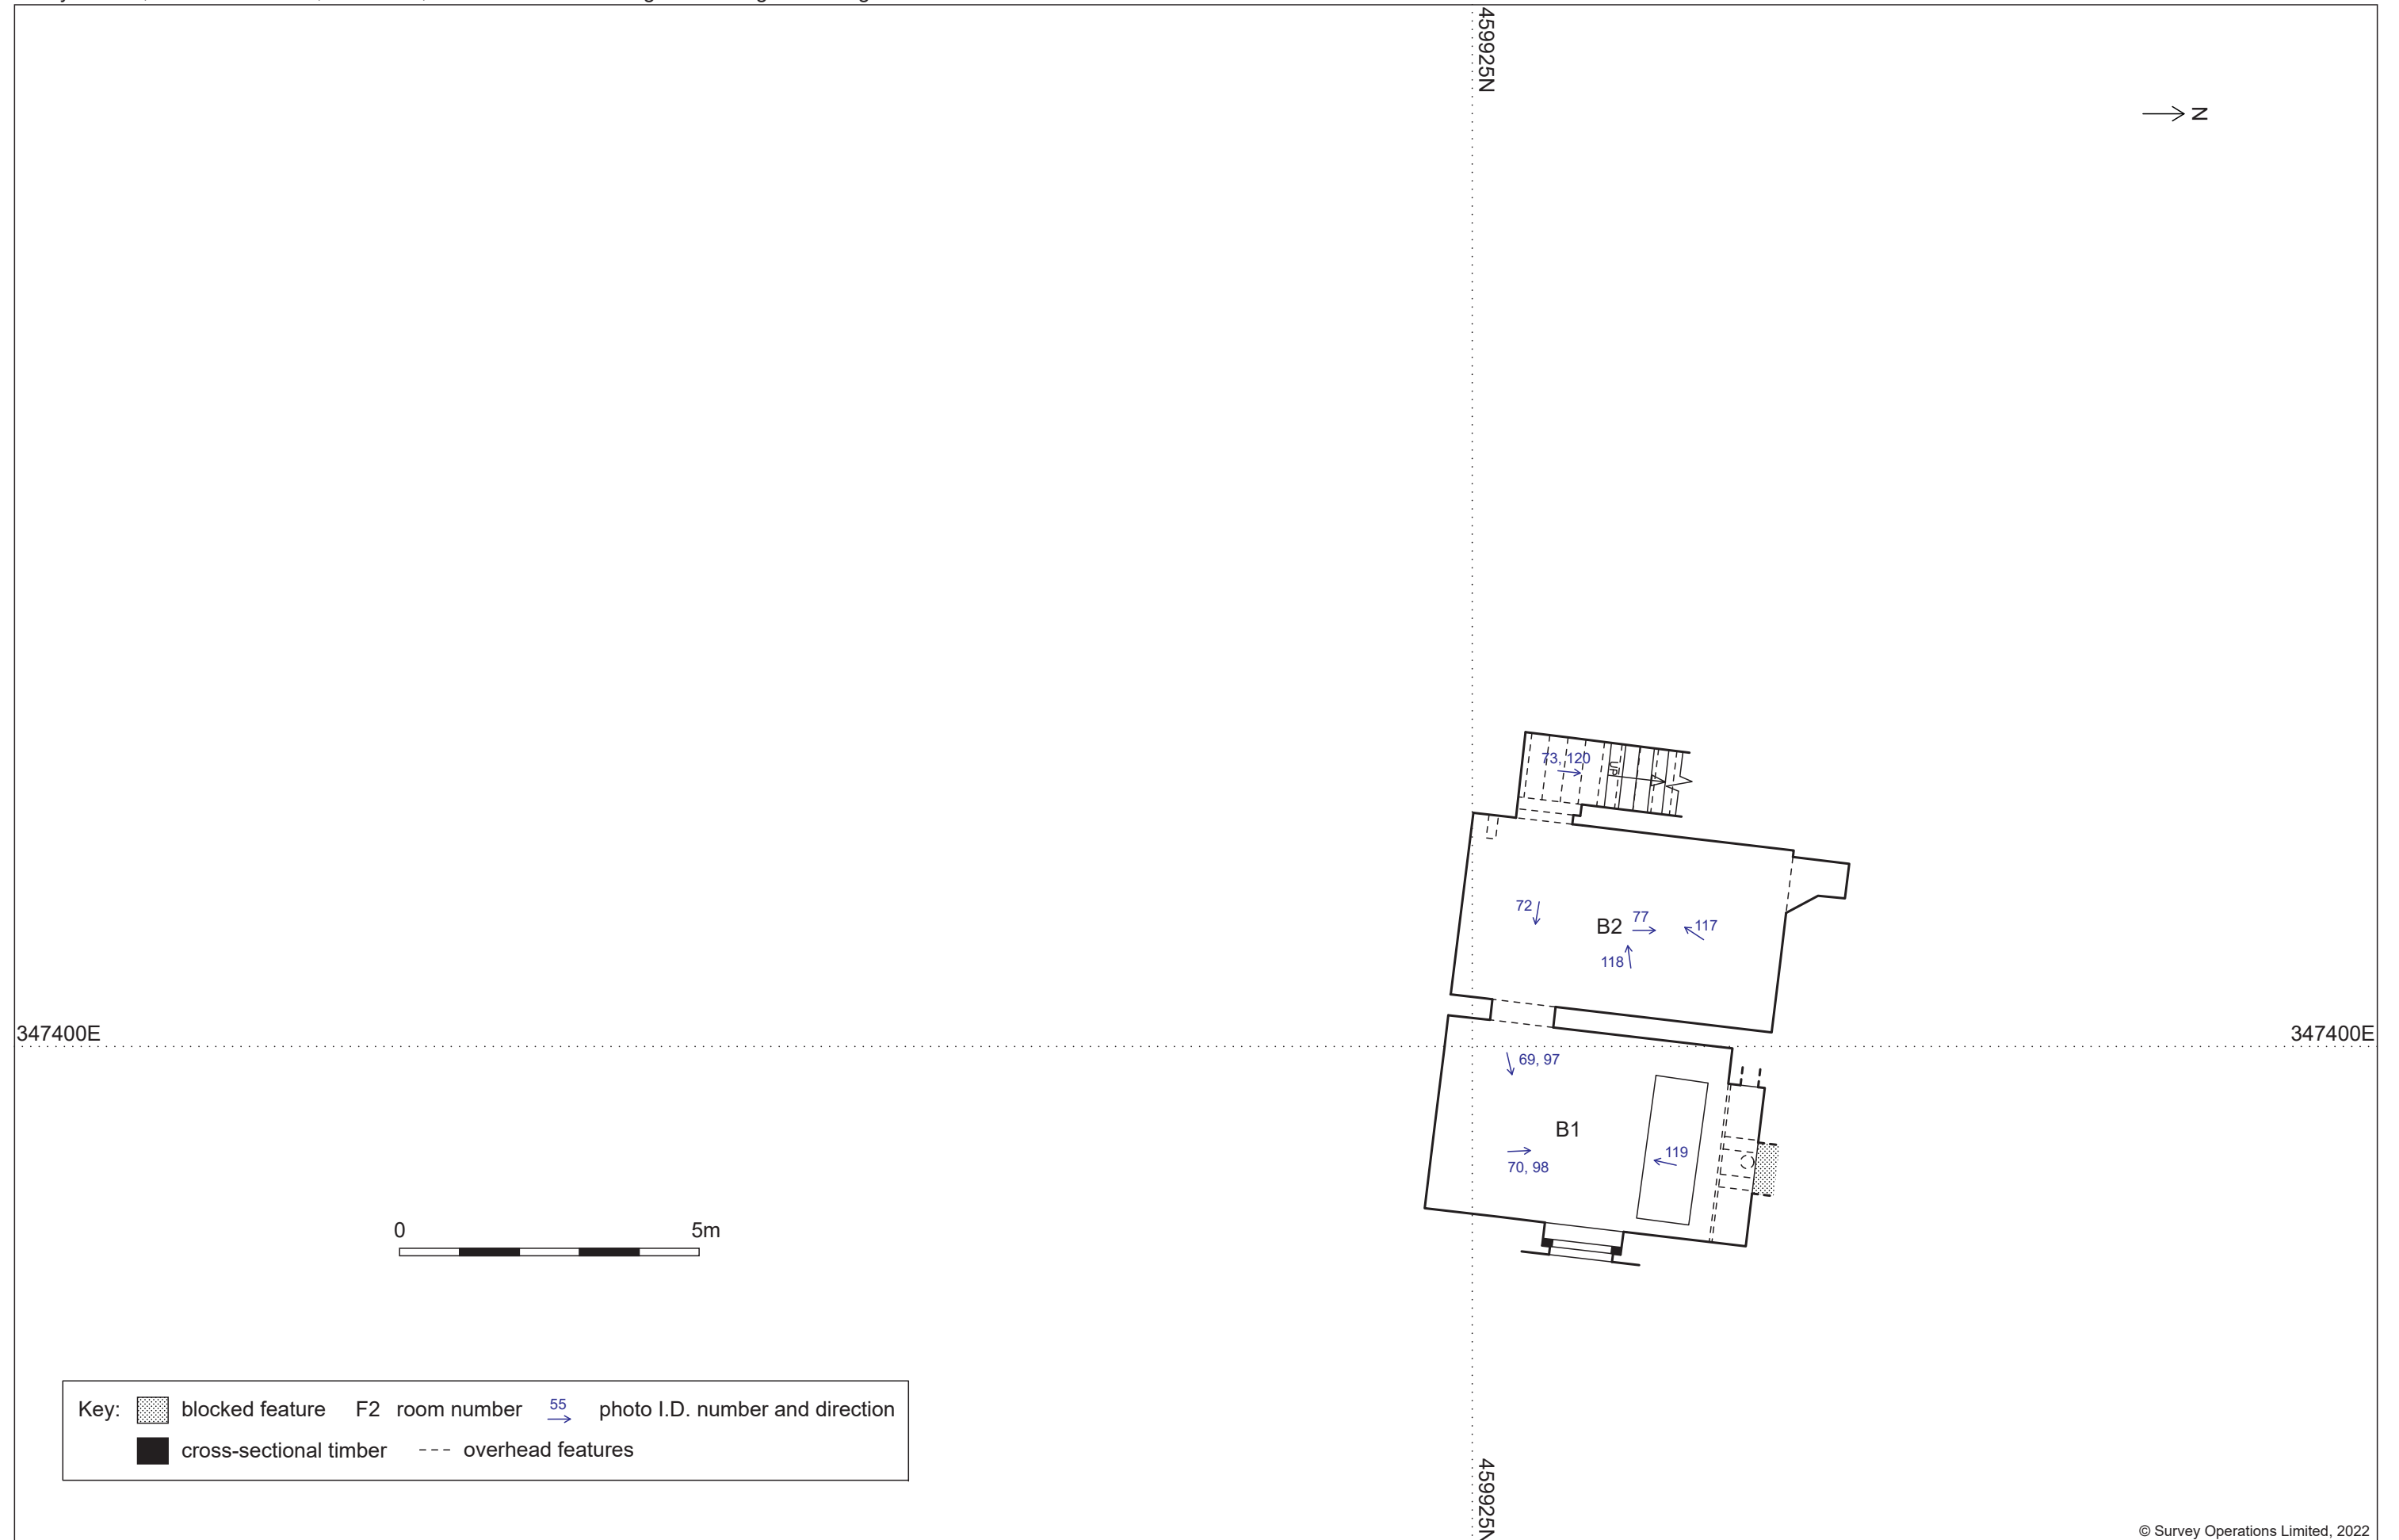 459925N
N
73, 120
UP
72
B2
77
117
118
347400E
347400E
69, 97
B1
119
70, 98
0 5m
Key: blocked feature F2 room number 55 photo I.D. number and direction
cross-sectional timber overhead features
459925N
© Survey Operations Limited, 2022